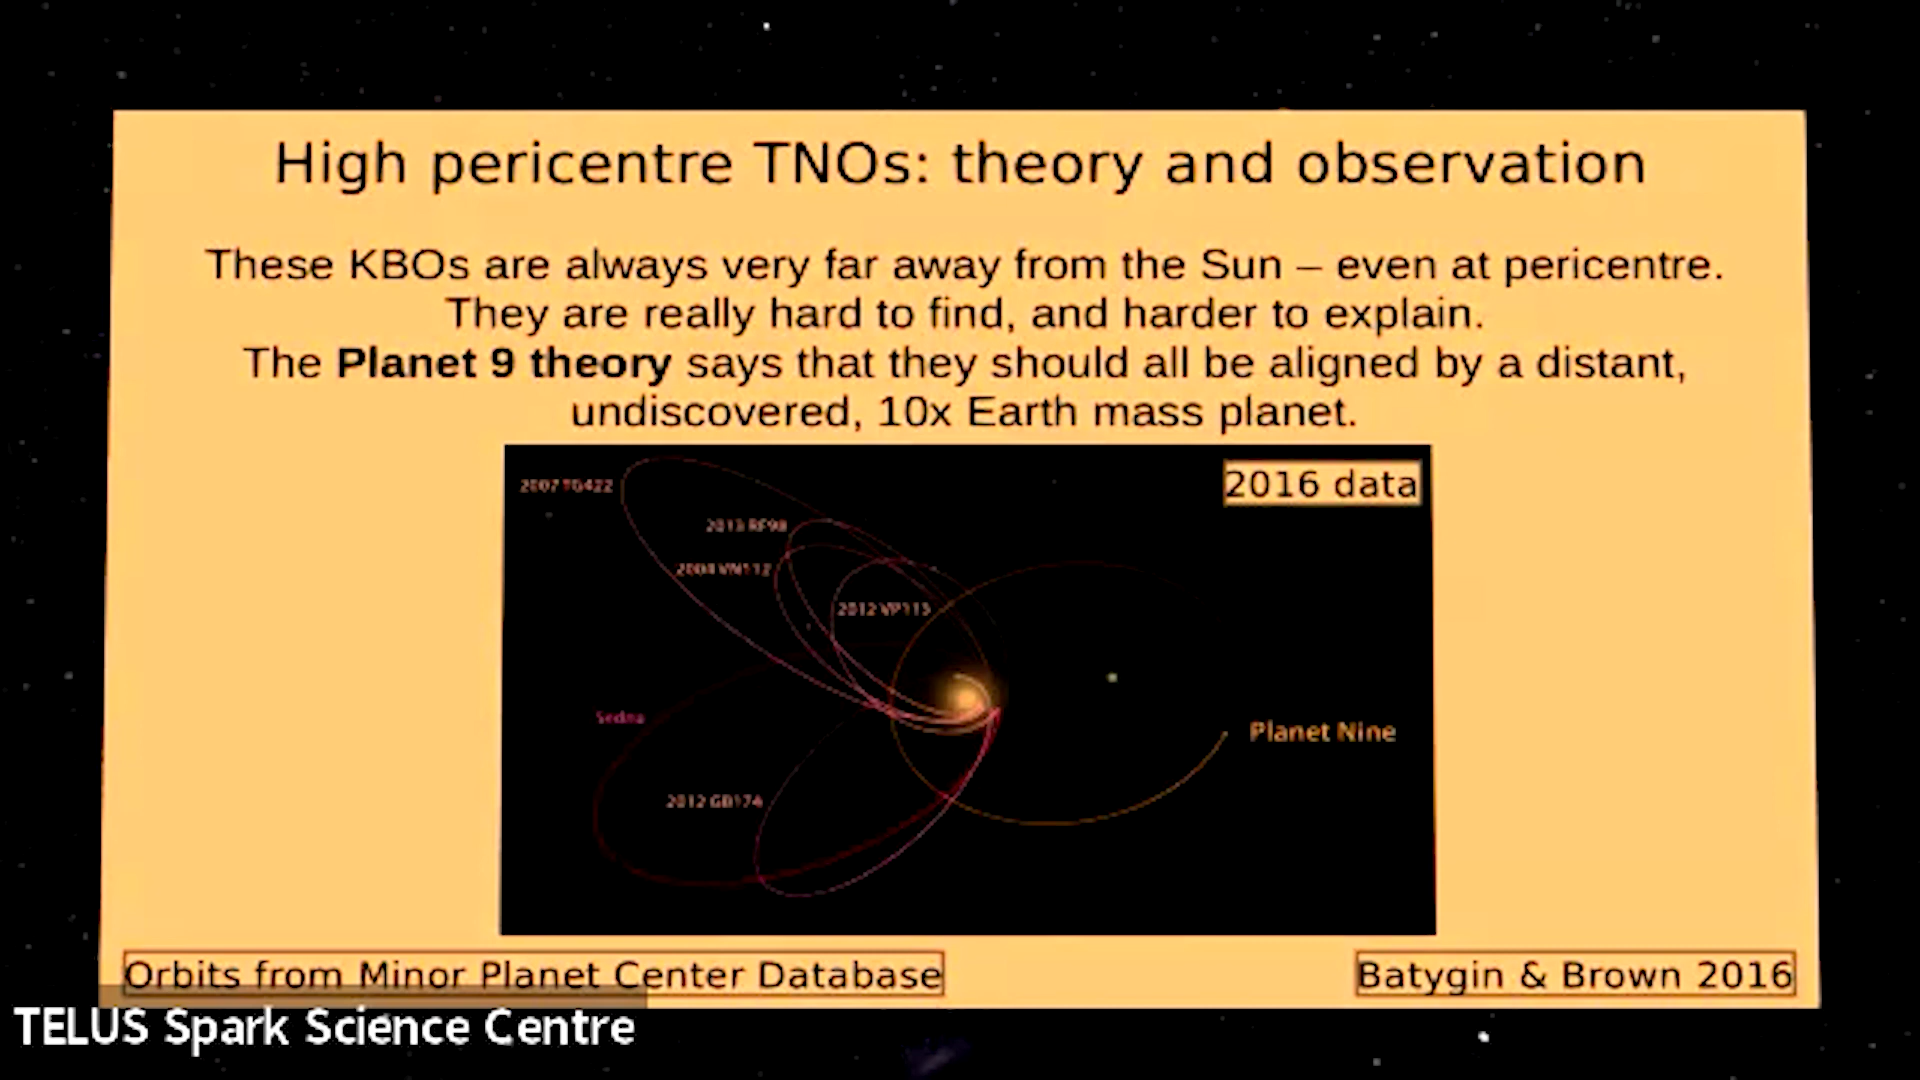 High pericentre TNOs: theory and observation
These KBOs are always very far away from the Sun – even at pericentre.
They are really hard to find, and harder to explain.
The Planet 9 theory says that they should all be aligned by a distant,
undiscovered, 10x Earth mass planet.
2016 data
2007 TG422
2013 RF98
2004 VN112
2012 VP113
Sedna
Planet Nine
2012 GB174
Orbits from Minor Planet Center Database
Batygin & Brown 2016
TELUS Spark Science Centre